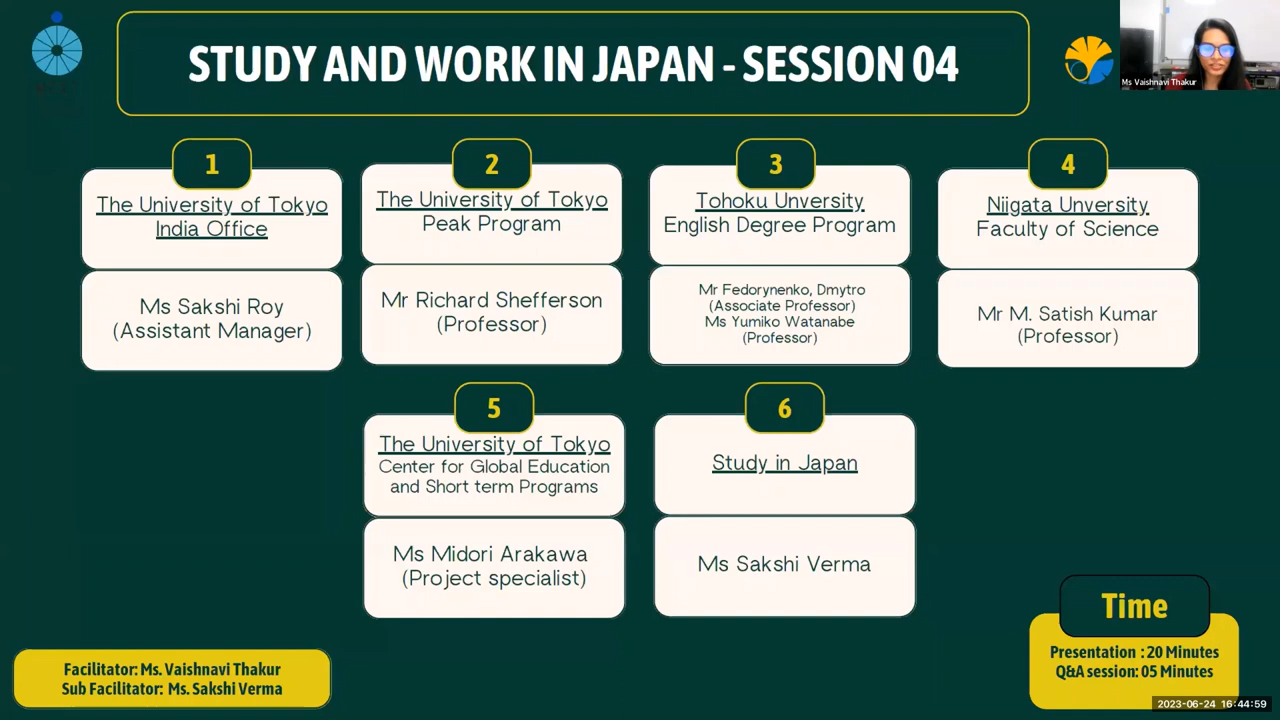 STUDY AND WORK IN JAPAN - SESSION 04
Ms Vaishnavi Thakur
1
The University of Tokyo
India Office
Ms Sakshi Roy
(Assistant Manager)
2
The University of Tokyo
Peak Program
Mr Richard Shefferson
(Professor)
3
Tohoku Unversity
English Degree Program
Mr Fedorynenko, Dmytro
(Associate Professor)
Ms Yumiko Watanabe
(Professor)
4
Niigata Unversity
Faculty of Science
Mr M. Satish Kumar
(Professor)
5
The University of Tokyo
Center for Global Education
and Short term Programs
Ms Midori Arakawa
(Project specialist)
6
Study in Japan
Ms Sakshi Verma
Facilitator: Ms. Vaishnavi Thakur
Sub Facilitator: Ms. Sakshi Verma
Time
Presentation : 20 Minutes
Q&A session: 05 Minutes
2023-06-24 16:44:59